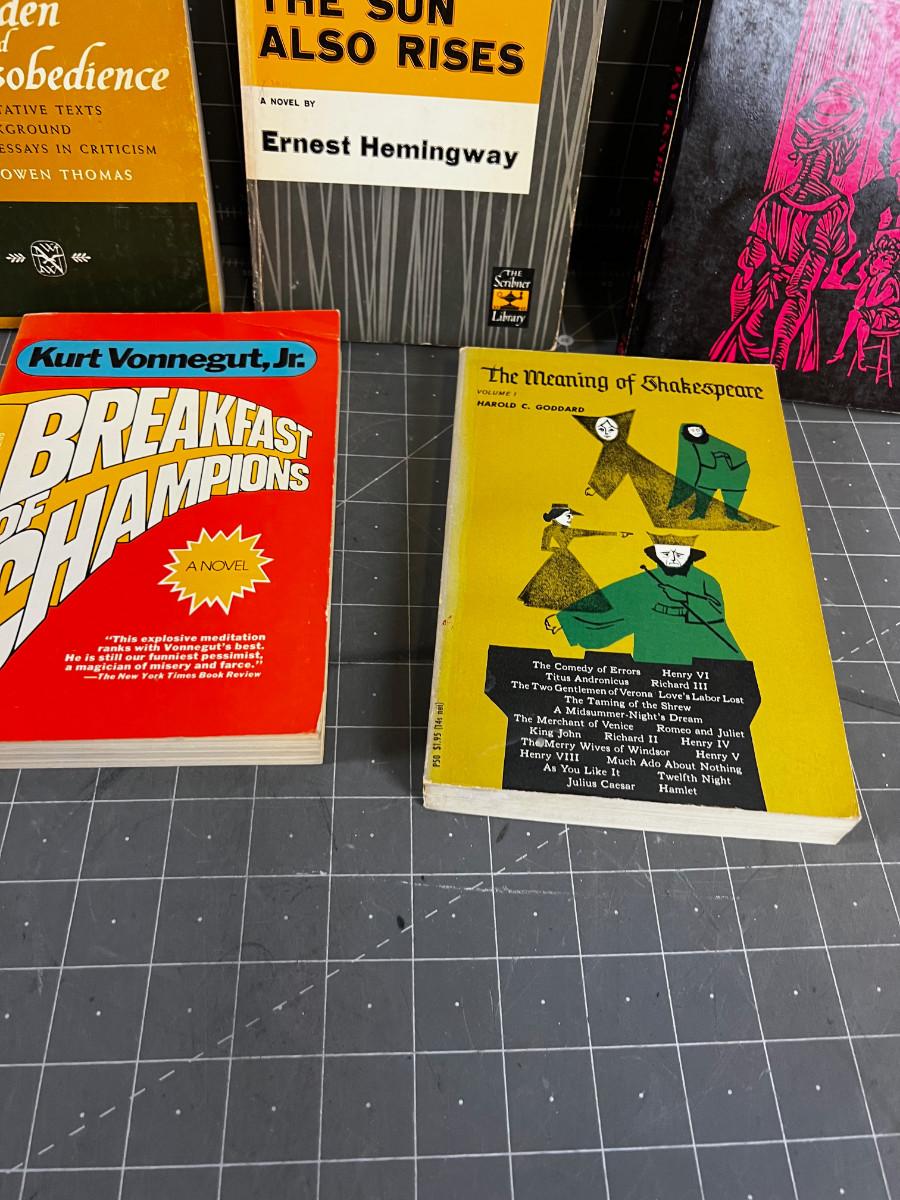 den
d
sobedience
TATIVE TEXTS
KGROUND
ESSAYS IN CRITICISM
OWEN THOMAS
THE SUN
ALSO RISES
A NOVEL BY
Ernest Hemingway
THE
Scribner
Library
Kurt Vonnegut, Jr.
BREAKFAST
OF
CHAMPIONS
A NOVEL
"This explosive meditation
ranks with Vonnegut's best.
He is still our funniest pessimist,
a magician of misery and farce."
—The New York Times Book Review
The Meaning of Shakespeare
VOLUME I
HAROLD C. GODDARD
The Comedy of Errors Henry VI
Titus Andronicus Richard III
The Two Gentlemen of Verona Love's Labor Lost
The Taming of the Shrew
A Midsummer-Night's Dream
The Merchant of Venice Romeo and Juliet
King John Richard II Henry IV
The Merry Wives of Windsor Henry V
Henry VIII Much Ado About Nothing
As You Like It Twelfth Night
Julius Caesar Hamlet
P50 $1.95 (14s net)